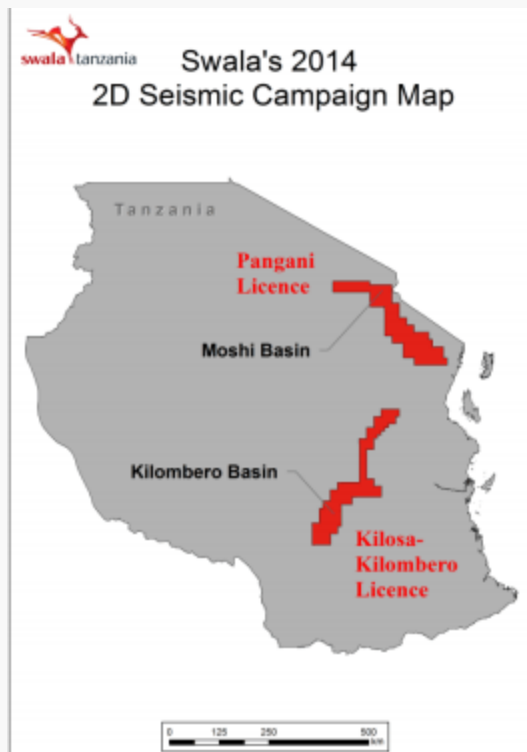 swala tanzania
Swala's 2014
2D Seismic Campaign Map
Tanzania
Pangani
Licence
Moshi Basin
Kilombero Basin
Kilosa-
Kilombero
Licence
0 125 250 500
km